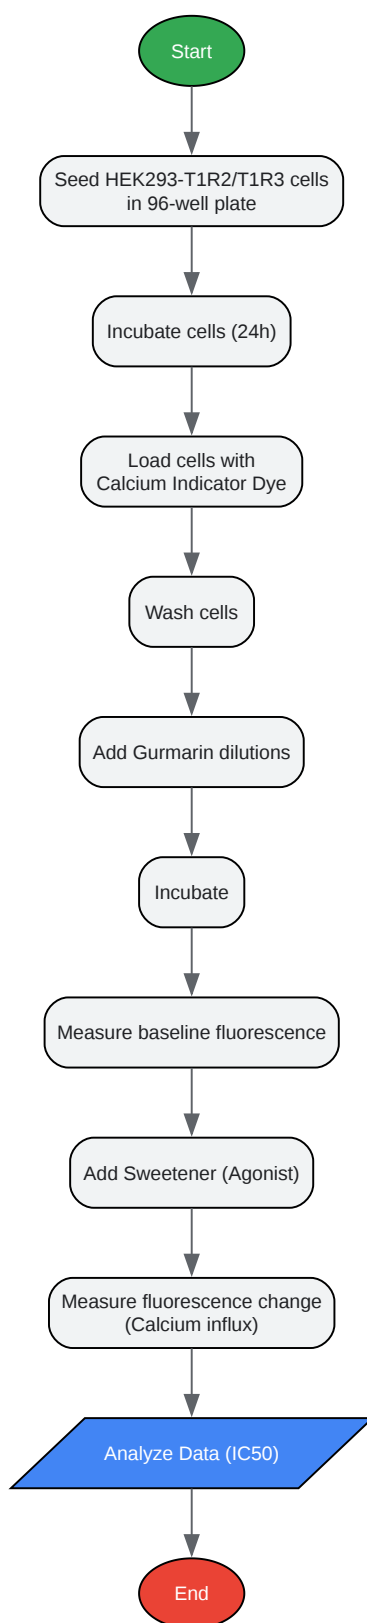 Start
Seed HEK293-T1R2/T1R3 cells
in 96-well plate
Incubate cells (24h)
Load cells with
Calcium Indicator Dye
Wash cells
Add Gurmarin dilutions
Incubate
Measure baseline fluorescence
Add Sweetener (Agonist)
Measure fluorescence change
(Calcium influx)
Analyze Data (IC50)
End